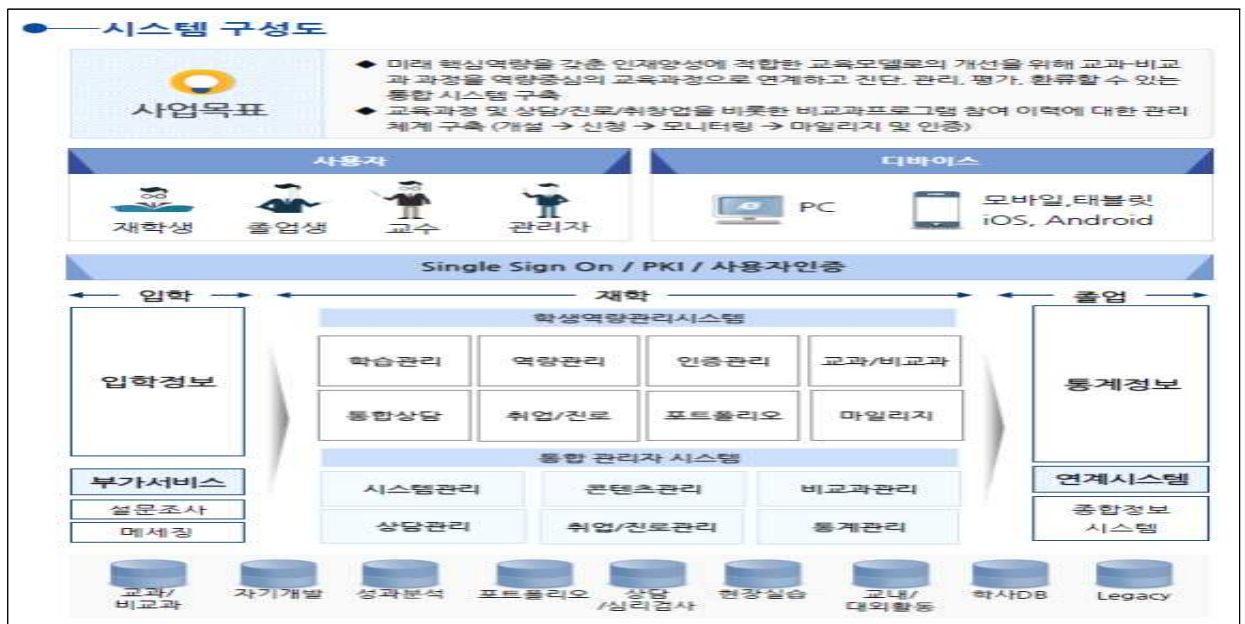 시스템 구성도
사업목표
◆ 미래 핵심역량을 갖춘 인재양성에 적합한 교육모델로의 개선을 위해 교과-비교
과 과정을 역량중심의 교육과정으로 연계하고 진단, 관리, 평가, 환류할 수 있는
통합 시스템 구축
◆ 교육과정 및 상담/진로/취창업을 비롯한 비교과프로그램 참여 이력에 대한 관리
체계 구축 (개설 → 신청 → 모니터링 → 마일리지 및 인증)
사용자
재학생 졸업생 교수 관리자
디바이스
PC
모바일,태블릿
iOS, Android
Single Sign On / PKI / 사용자인증
입학 재학 졸업
입학정보
부가서비스
설문조사
메세징
학생역량관리시스템
학습관리 역량관리 인증관리 교과/비교과
통합상담 취업/진로 포트폴리오 마일리지
통합 관리자 시스템
시스템관리 콘텐츠관리 비교과관리
상담관리 취업/진로관리 통계관리
통계정보
연계시스템
종합정보
시스템
교과/
비교과
자기개발
성과분석
포트폴리오
상담
/심리검사
현장실습
교내/
대외활동
학사DB
Legacy